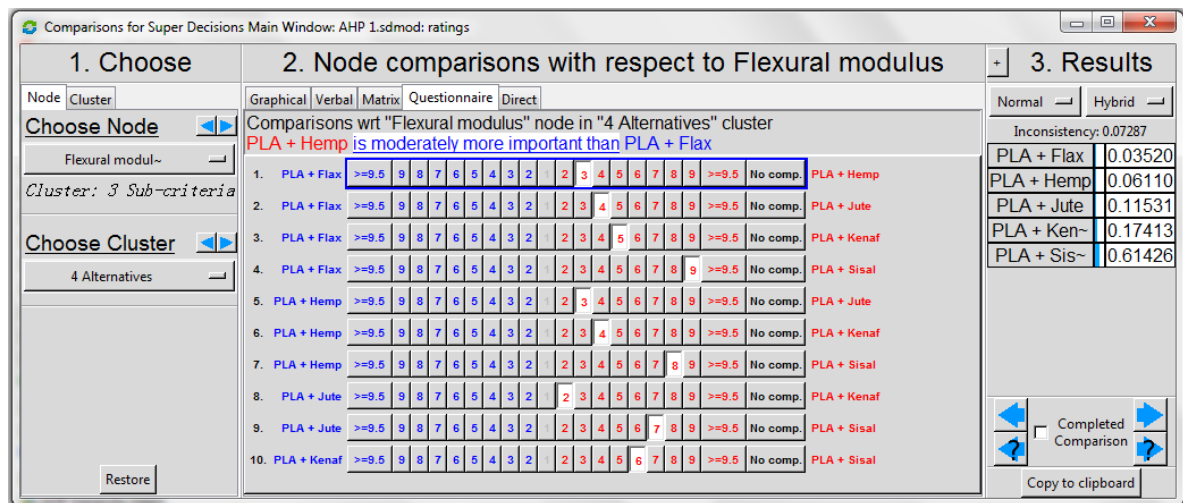 Comparisons for Super Decisions Main Window: AHP 1.sdmod: ratings
1. Choose
2. Node comparisons with respect to Flexural modulus
+ 3. Results
Node Cluster
Graphical Verbal Matrix Questionnaire Direct
Normal Hybrid
Choose Node
Flexural modul~
Cluster: 3 Sub-criteria
Choose Cluster
4 Alternatives
Restore
Comparisons wrt "Flexural modulus" node in "4 Alternatives" cluster
PLA + Hemp is moderately more important than PLA + Flax
1. PLA + Flax >=9.5 9 8 7 6 5 4 3 2 1 2 3 4 5 6 7 8 9 >=9.5 No comp. PLA + Hemp
2. PLA + Flax >=9.5 9 8 7 6 5 4 3 2 1 2 3 4 5 6 7 8 9 >=9.5 No comp. PLA + Jute
3. PLA + Flax >=9.5 9 8 7 6 5 4 3 2 1 2 3 4 5 6 7 8 9 >=9.5 No comp. PLA + Kenaf
4. PLA + Flax >=9.5 9 8 7 6 5 4 3 2 1 2 3 4 5 6 7 8 9 >=9.5 No comp. PLA + Sisal
5. PLA + Hemp >=9.5 9 8 7 6 5 4 3 2 1 2 3 4 5 6 7 8 9 >=9.5 No comp. PLA + Jute
6. PLA + Hemp >=9.5 9 8 7 6 5 4 3 2 1 2 3 4 5 6 7 8 9 >=9.5 No comp. PLA + Kenaf
7. PLA + Hemp >=9.5 9 8 7 6 5 4 3 2 1 2 3 4 5 6 7 8 9 >=9.5 No comp. PLA + Sisal
8. PLA + Jute >=9.5 9 8 7 6 5 4 3 2 1 2 3 4 5 6 7 8 9 >=9.5 No comp. PLA + Kenaf
9. PLA + Jute >=9.5 9 8 7 6 5 4 3 2 1 2 3 4 5 6 7 8 9 >=9.5 No comp. PLA + Sisal
10. PLA + Kenaf >=9.5 9 8 7 6 5 4 3 2 1 2 3 4 5 6 7 8 9 >=9.5 No comp. PLA + Sisal
Inconsistency: 0.07287
PLA + Flax 0.03520
PLA + Hemp 0.06110
PLA + Jute 0.11531
PLA + Ken~ 0.17413
PLA + Sis~ 0.61426
Completed
Comparison
? ?
Copy to clipboard